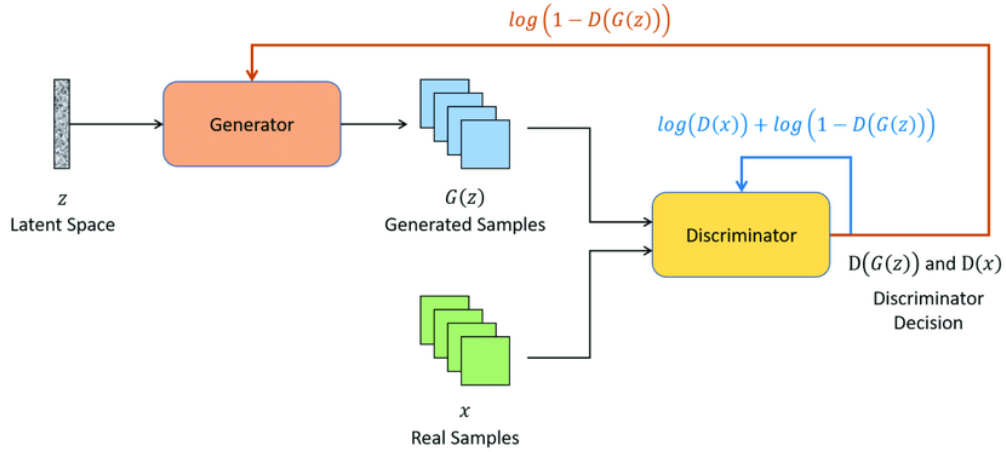 log (1 − D(G(z)))
Generator
log(D(x)) + log (1 − D(G(z)))
z
Latent Space
G(z)
Generated Samples
Discriminator
D(G(z)) and D(x)
Discriminator
Decision
x
Real Samples